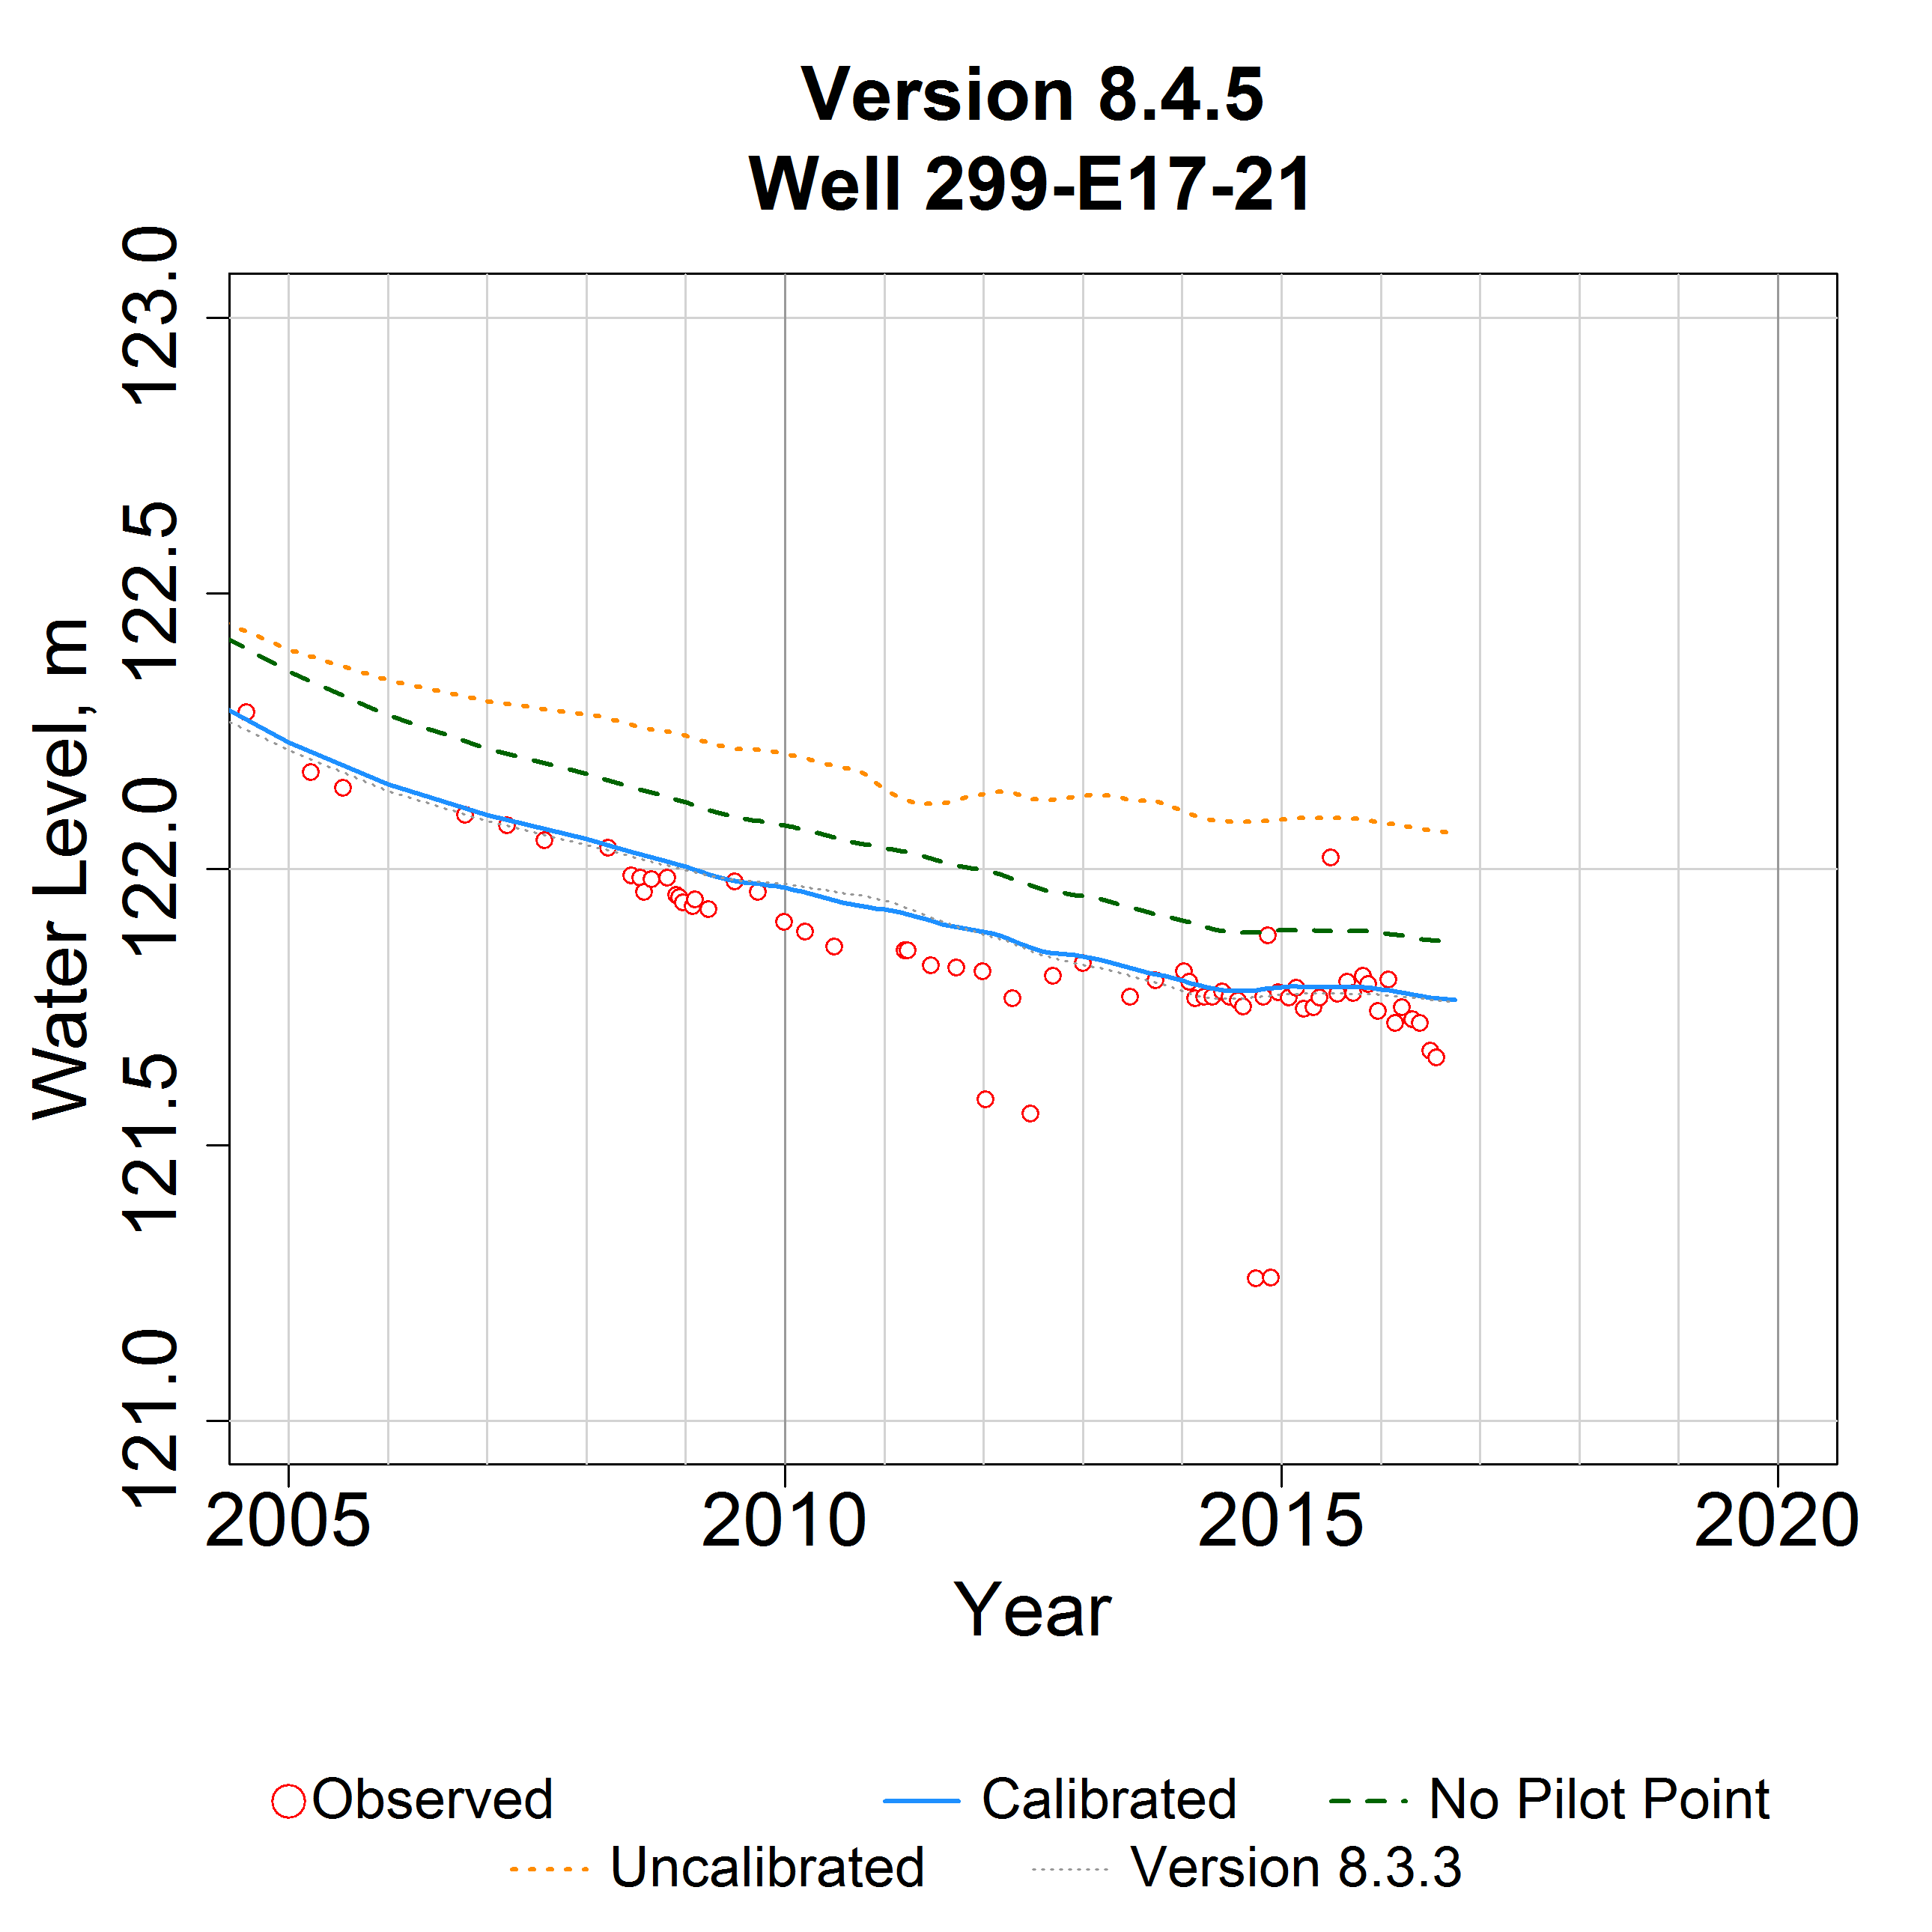 Version 8.4.5
Well 299-E17-21
Water Level, m
123.0
122.5
122.0
121.5
121.0
2005 2010 2015 2020
Year
Observed Calibrated No Pilot Point
Uncalibrated Version 8.3.3